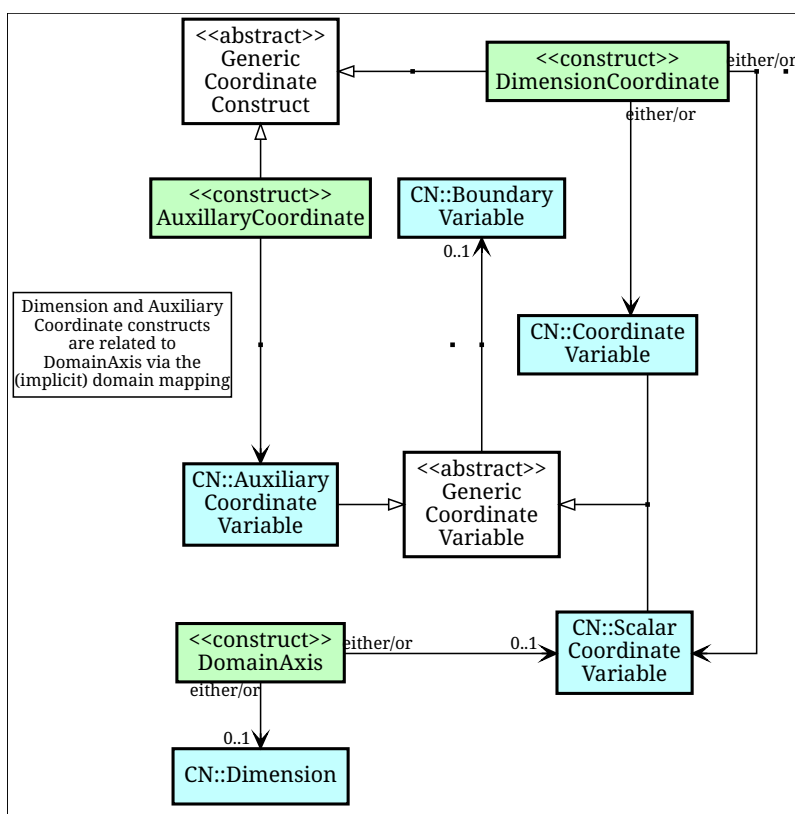 <<abstract>>
Generic
Coordinate
Construct
<<construct>>
DimensionCoordinate
either/or
either/or
<<construct>>
AuxillaryCoordinate
CN::Boundary
Variable
0..1
Dimension and Auxiliary
Coordinate constructs
are related to
DomainAxis via the
(implicit) domain mapping
CN::Coordinate
Variable
CN::Auxiliary
Coordinate
Variable
<<abstract>>
Generic
Coordinate
Variable
<<construct>>
DomainAxis
either/or
0..1
either/or
CN::Scalar
Coordinate
Variable
0..1
CN::Dimension